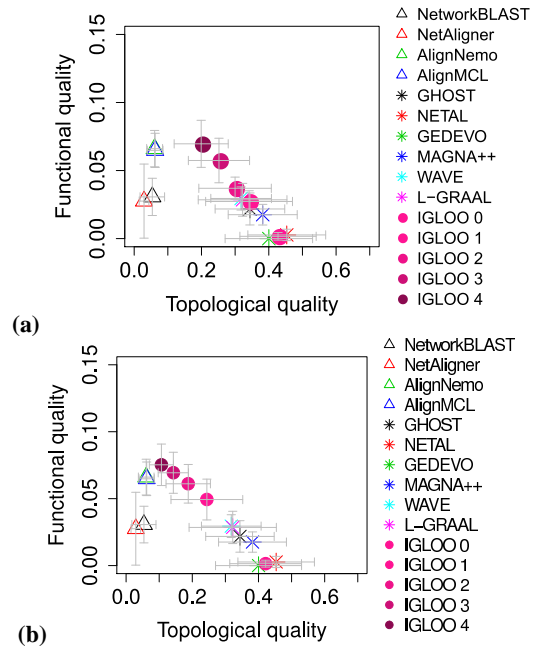 0.15
0.10
0.05
0.00
Functional quality
0.0 0.2 0.4 0.6
Topological quality
(a)
NetworkBLAST
NetAligner
AlignNemo
AlignMCL
GHOST
NETAL
GEDEVO
MAGNA++
WAVE
L−GRAAL
IGLOO 0
IGLOO 1
IGLOO 2
IGLOO 3
IGLOO 4
0.15
0.10
0.05
0.00
Functional quality
0.0 0.2 0.4 0.6
Topological quality
(b)
NetworkBLAST
NetAligner
AlignNemo
AlignMCL
GHOST
NETAL
GEDEVO
MAGNA++
WAVE
L−GRAAL
IGLOO 0
IGLOO 1
IGLOO 2
IGLOO 3
IGLOO 4